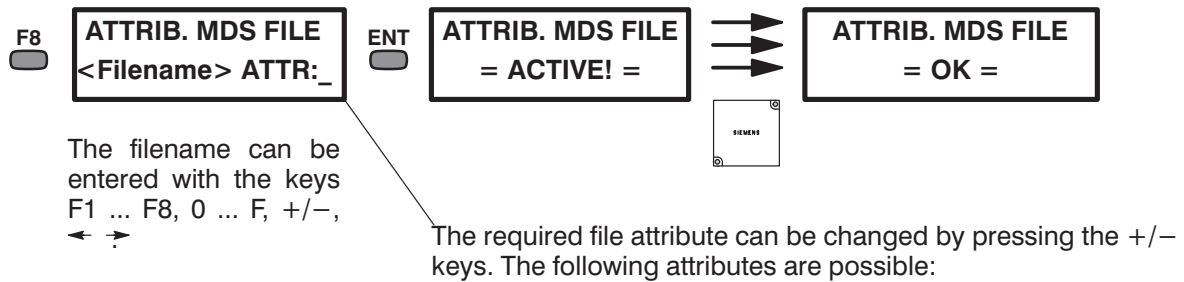 F8
ATTRIB. MDS FILE
<Filename> ATTR:_
ENT
ATTRIB. MDS FILE
= ACTIVE! =
ATTRIB. MDS FILE
= OK =
SIEMENS
The filename can be
entered with the keys
F1 ... F8, 0 ... F, +/−,
← → .
The required file attribute can be changed by pressing the +/−
keys. The following attributes are possible: